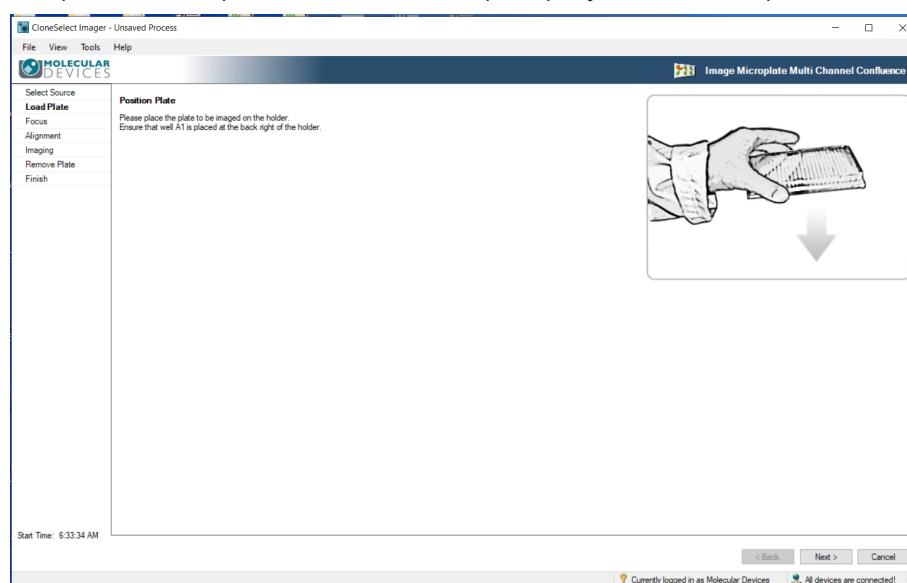 CloneSelect Imager - Unsaved Process
File View Tools Help
MOLECULAR
DEVICES
Image Microplate Multi Channel Confluence
Select Source
Load Plate
Focus
Alignment
Imaging
Remove Plate
Finish
Position Plate
Please place the plate to be imaged on the holder.
Ensure that well A1 is placed at the back right of the holder.
Start Time: 6:33:34 AM
< Back Next > Cancel
Currently logged in as Molecular Devices All devices are connected!